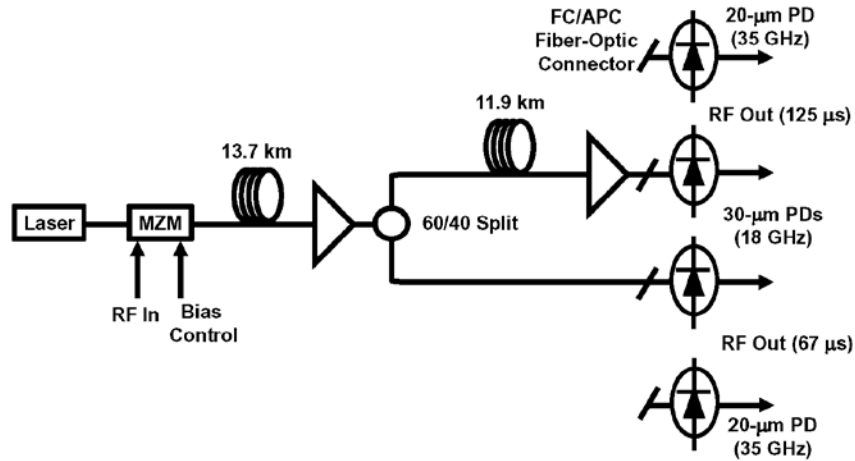 FC/APC
Fiber-Optic
Connector
20-μm PD
(35 GHz)
11.9 km
RF Out (125 μs)
13.7 km
Laser
MZM
60/40 Split
30-μm PDs
(18 GHz)
RF In
Bias
Control
RF Out (67 μs)
20-μm PD
(35 GHz)